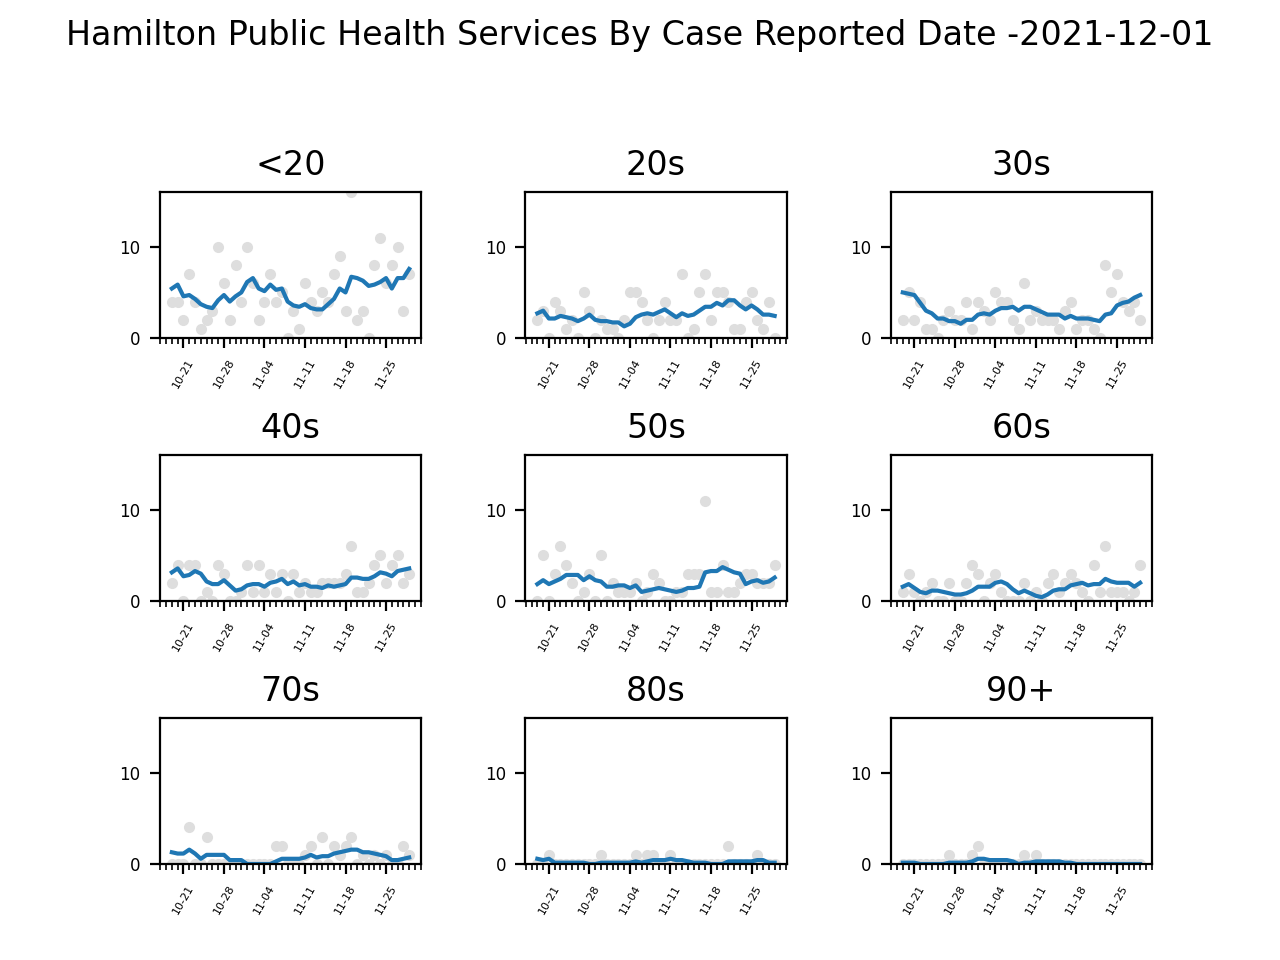 Hamilton Public Health Services By Case Reported Date -2021-12-01
<20 20s 30s
10 10 10
0 0 0
10-21 10-28 11-04 11-11 11-18 11-25 10-21 10-28 11-04 11-11 11-18 11-25 10-21 10-28 11-04 11-11 11-18 11-25
40s 50s 60s
10 10 10
0 0 0
10-21 10-28 11-04 11-11 11-18 11-25 10-21 10-28 11-04 11-11 11-18 11-25 10-21 10-28 11-04 11-11 11-18 11-25
70s 80s 90+
10 10 10
0 0 0
10-21 10-28 11-04 11-11 11-18 11-25 10-21 10-28 11-04 11-11 11-18 11-25 10-21 10-28 11-04 11-11 11-18 11-25